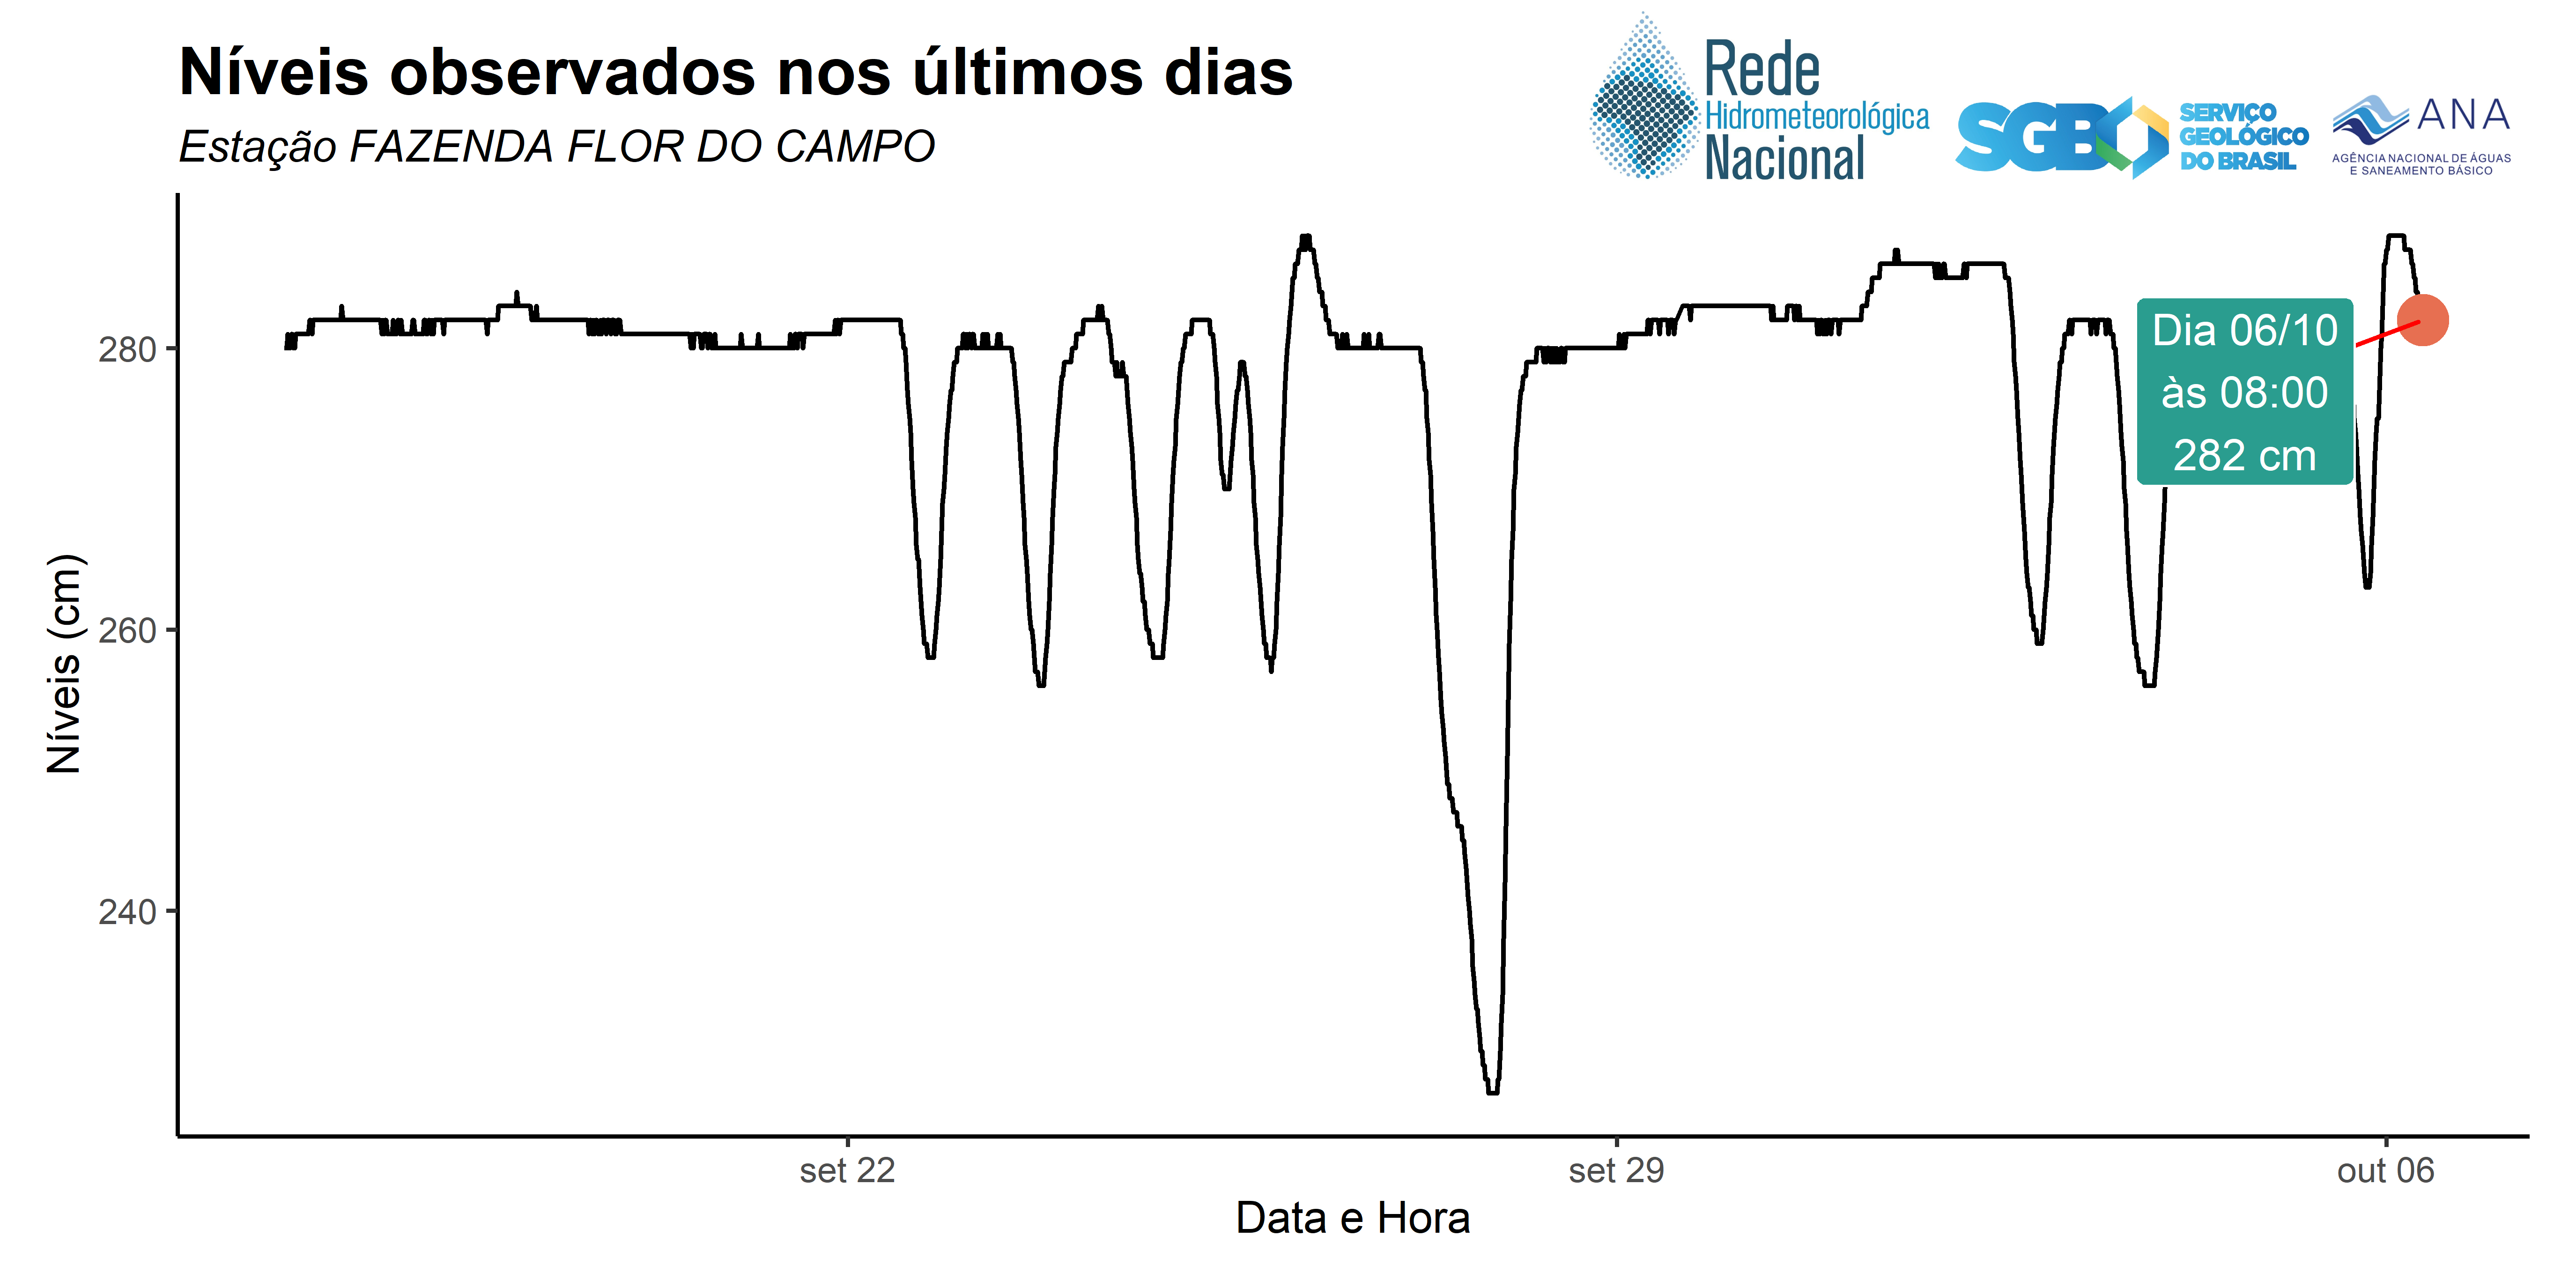 Níveis observados nos últimos dias
Estação FAZENDA FLOR DO CAMPO
Rede
Hidrometeorológica
Nacional
SGB
SERVIÇO
GEOLÓGICO
DO BRASIL
ANA
AGÊNCIA NACIONAL DE ÁGUAS
E SANEAMENTO BÁSICO
Níveis (cm)
280
260
240
Dia 06/10
às 08:00
282 cm
set 22
set 29
out 06
Data e Hora